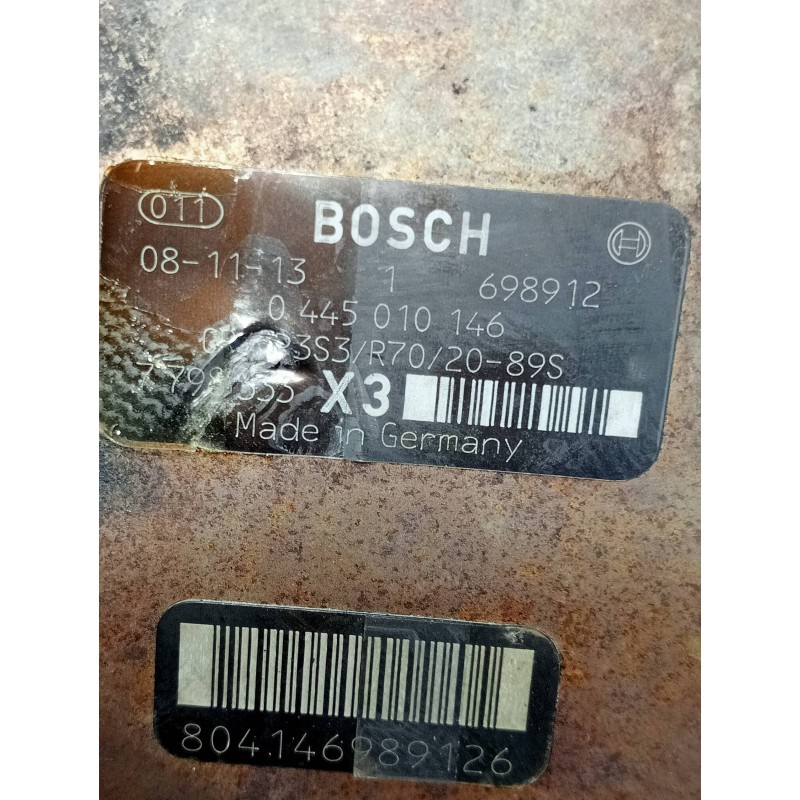 011 BOSCH
08-11-13 1 698912
0 445 010 146
3S3/R70/20-89S
X3
Made in Germany
804146989126